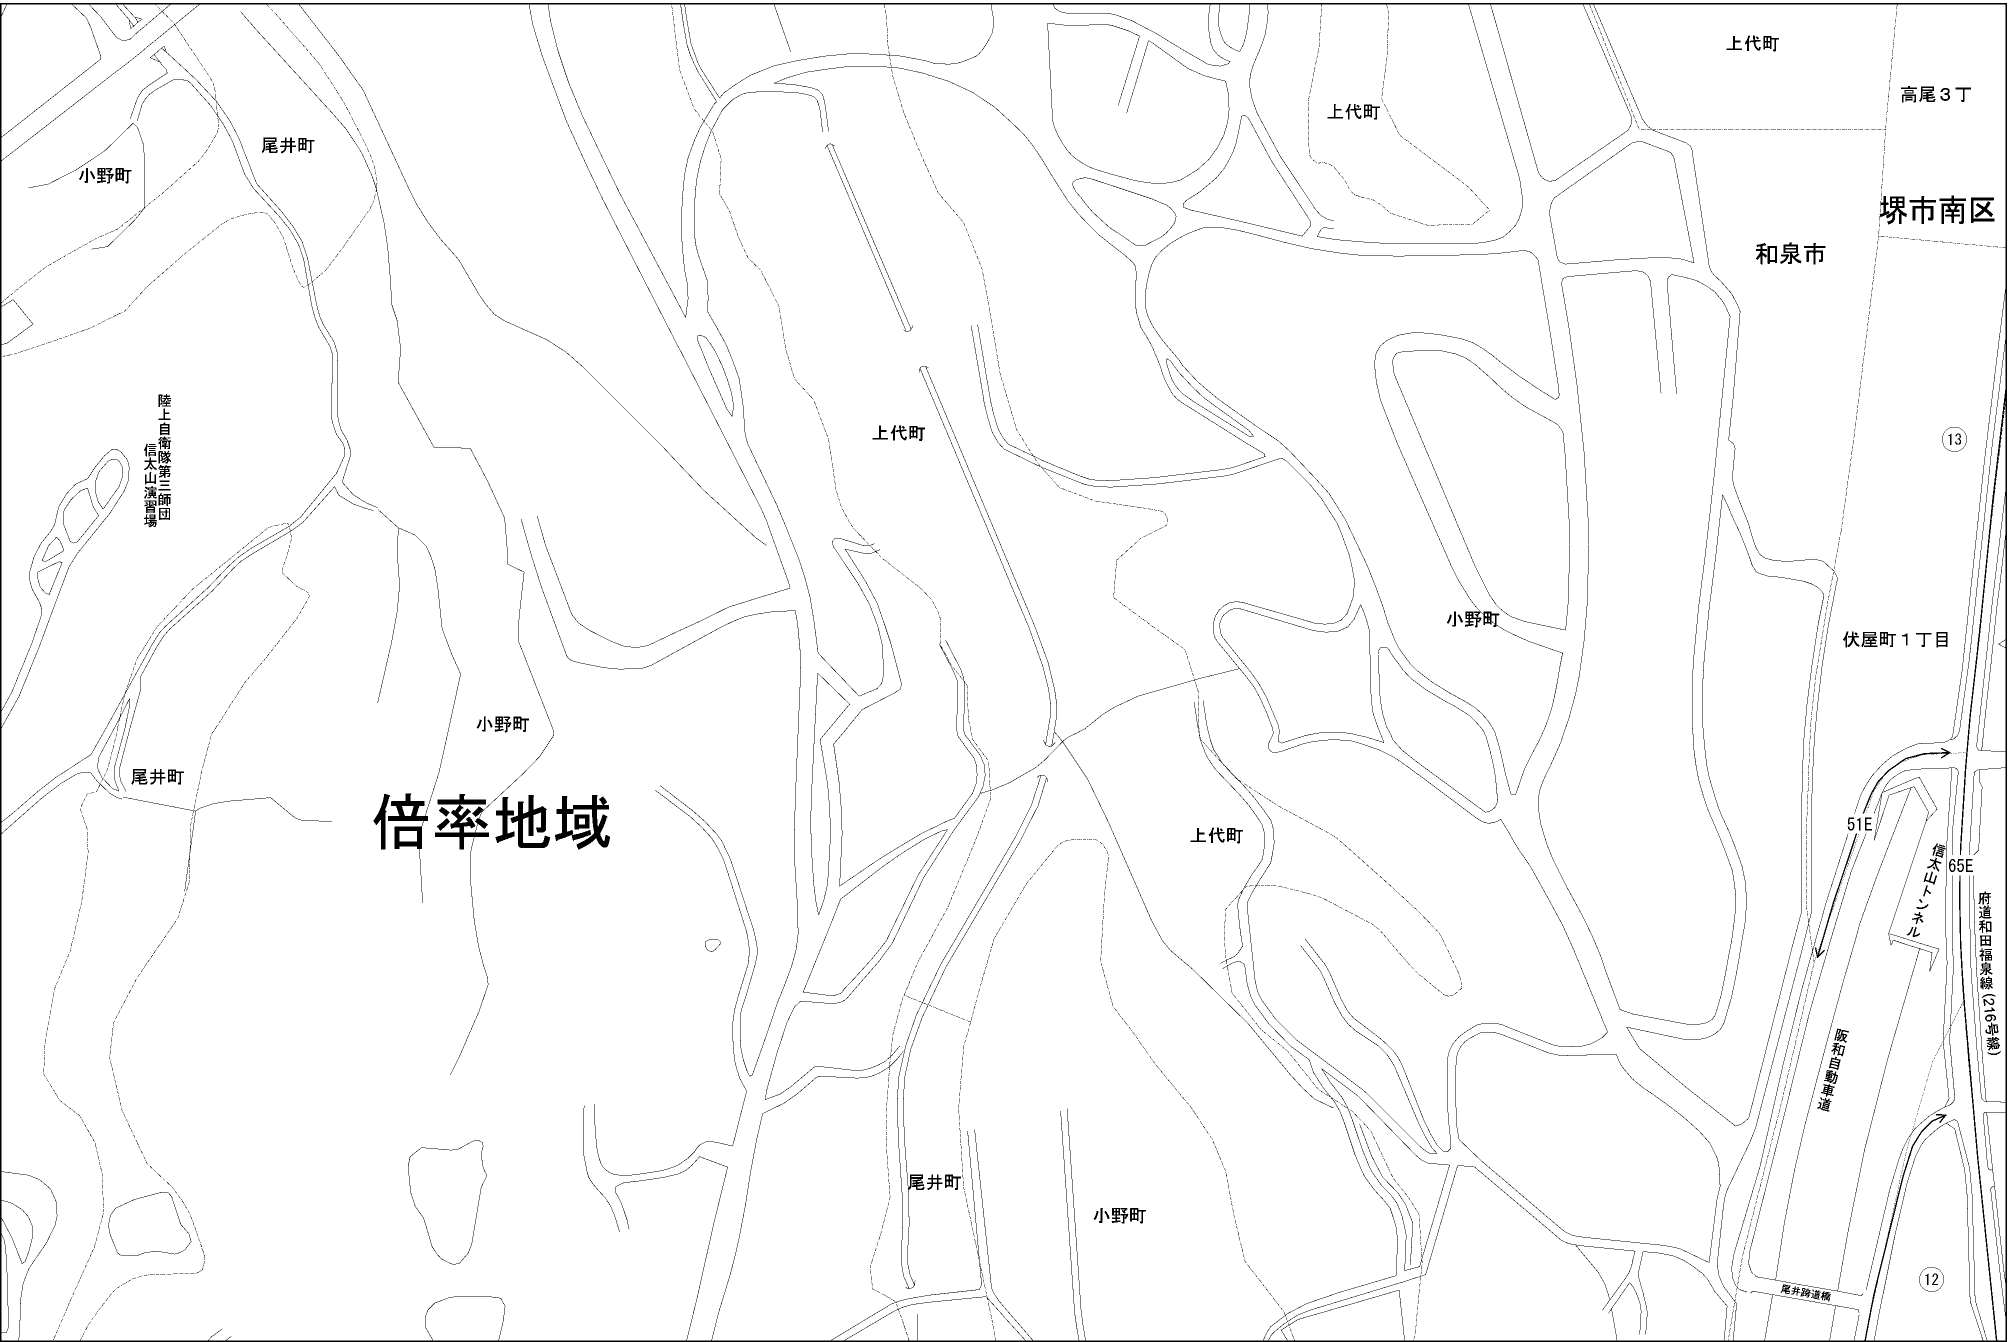 上代町
高尾３丁
上代町
尾井町
小野町
堺市南区
和泉市
陸上自衛隊第三師団
信太山演習場
上代町
13
小野町
伏屋町１丁目
小野町
尾井町
倍率地域
上代町
51E
65E
信太山トンネル
府道和田福泉線(216号線)
阪和自動車道
尾井町
小野町
12
尾井跨道橋